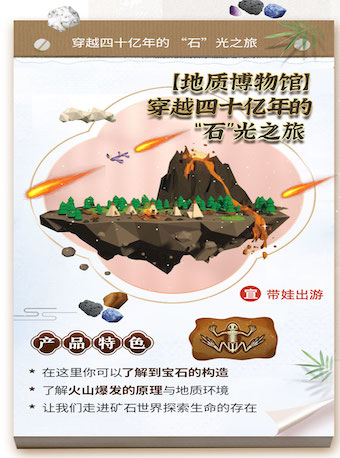 穿越四十亿年的 “石” 光之旅
【地质博物馆】
穿越四十亿年的
“石”光之旅
宜 带娃出游
产品特色
* 在这里你可以了解到宝石的构造
* 了解火山爆发的原理与地质环境
* 让我们走进矿石世界探索生命的存在